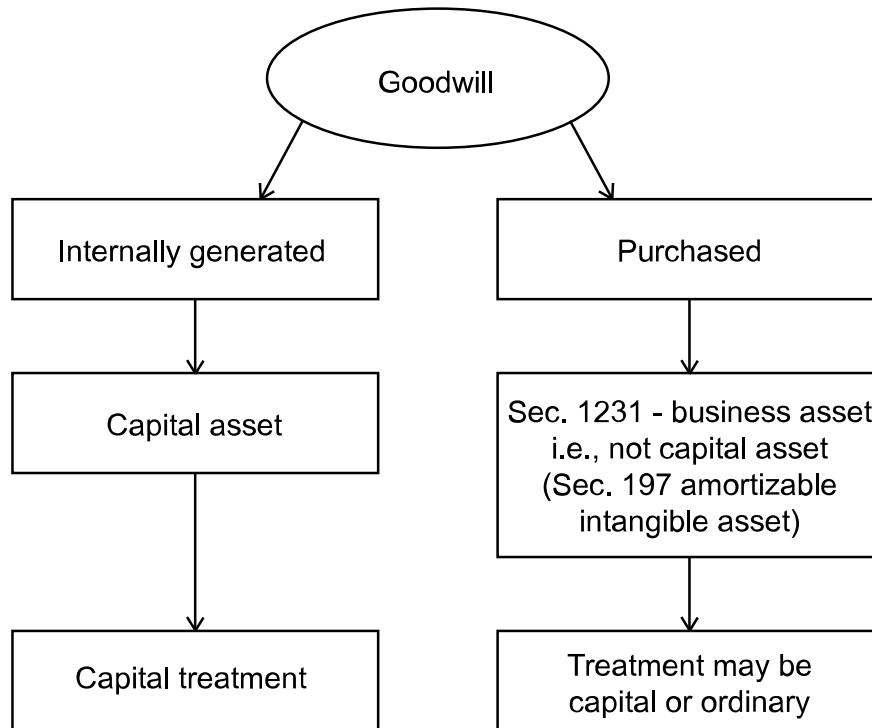 Goodwill
Internally generated
Purchased
Capital asset
Sec. 1231 - business asset
i.e., not capital asset
(Sec. 197 amortizable
intangible asset)
Capital treatment
Treatment may be
capital or ordinary